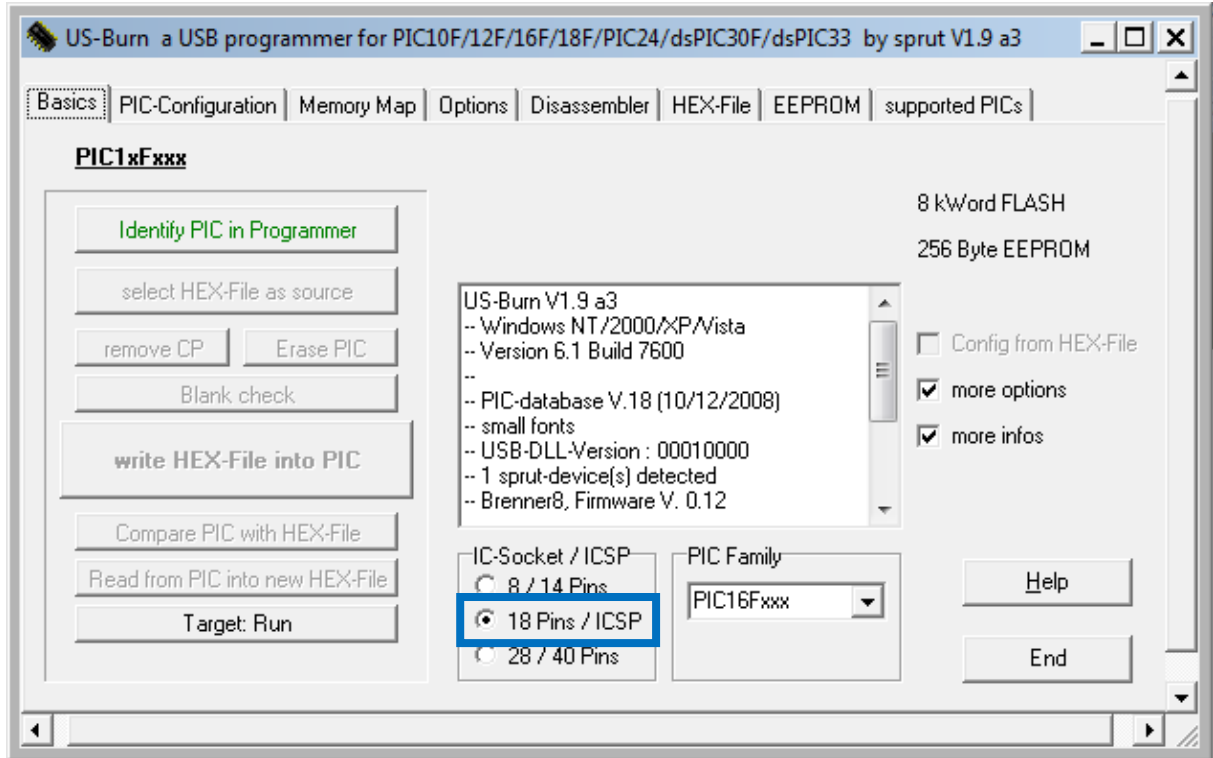 US-Burn a USB programmer for PIC10F/12F/16F/18F/PIC24/dsPIC30F/dsPIC33 by sprut V1.9 a3
Basics PIC-Configuration Memory Map Options Disassembler HEX-File EEPROM supported PICs
PIC1xFxxx
Identify PIC in Programmer
select HEX-File as source
remove CP Erase PIC
Blank check
write HEX-File into PIC
Compare PIC with HEX-File
Read from PIC into new HEX-File
Target: Run
US-Burn V1.9 a3
-- Windows NT/2000/XP/Vista
-- Version 6.1 Build 7600
--
-- PIC-database V.18 (10/12/2008)
-- small fonts
-- USB-DLL-Version : 00010000
-- 1 sprut-device(s) detected
-- Brenner8, Firmware V. 0.12
IC-Socket / ICSP
8 / 14 Pins
18 Pins / ICSP
28 / 40 Pins
PIC Family
PIC16Fxxx
8 kWord FLASH
256 Byte EEPROM
Config from HEX-File
more options
more infos
Help
End